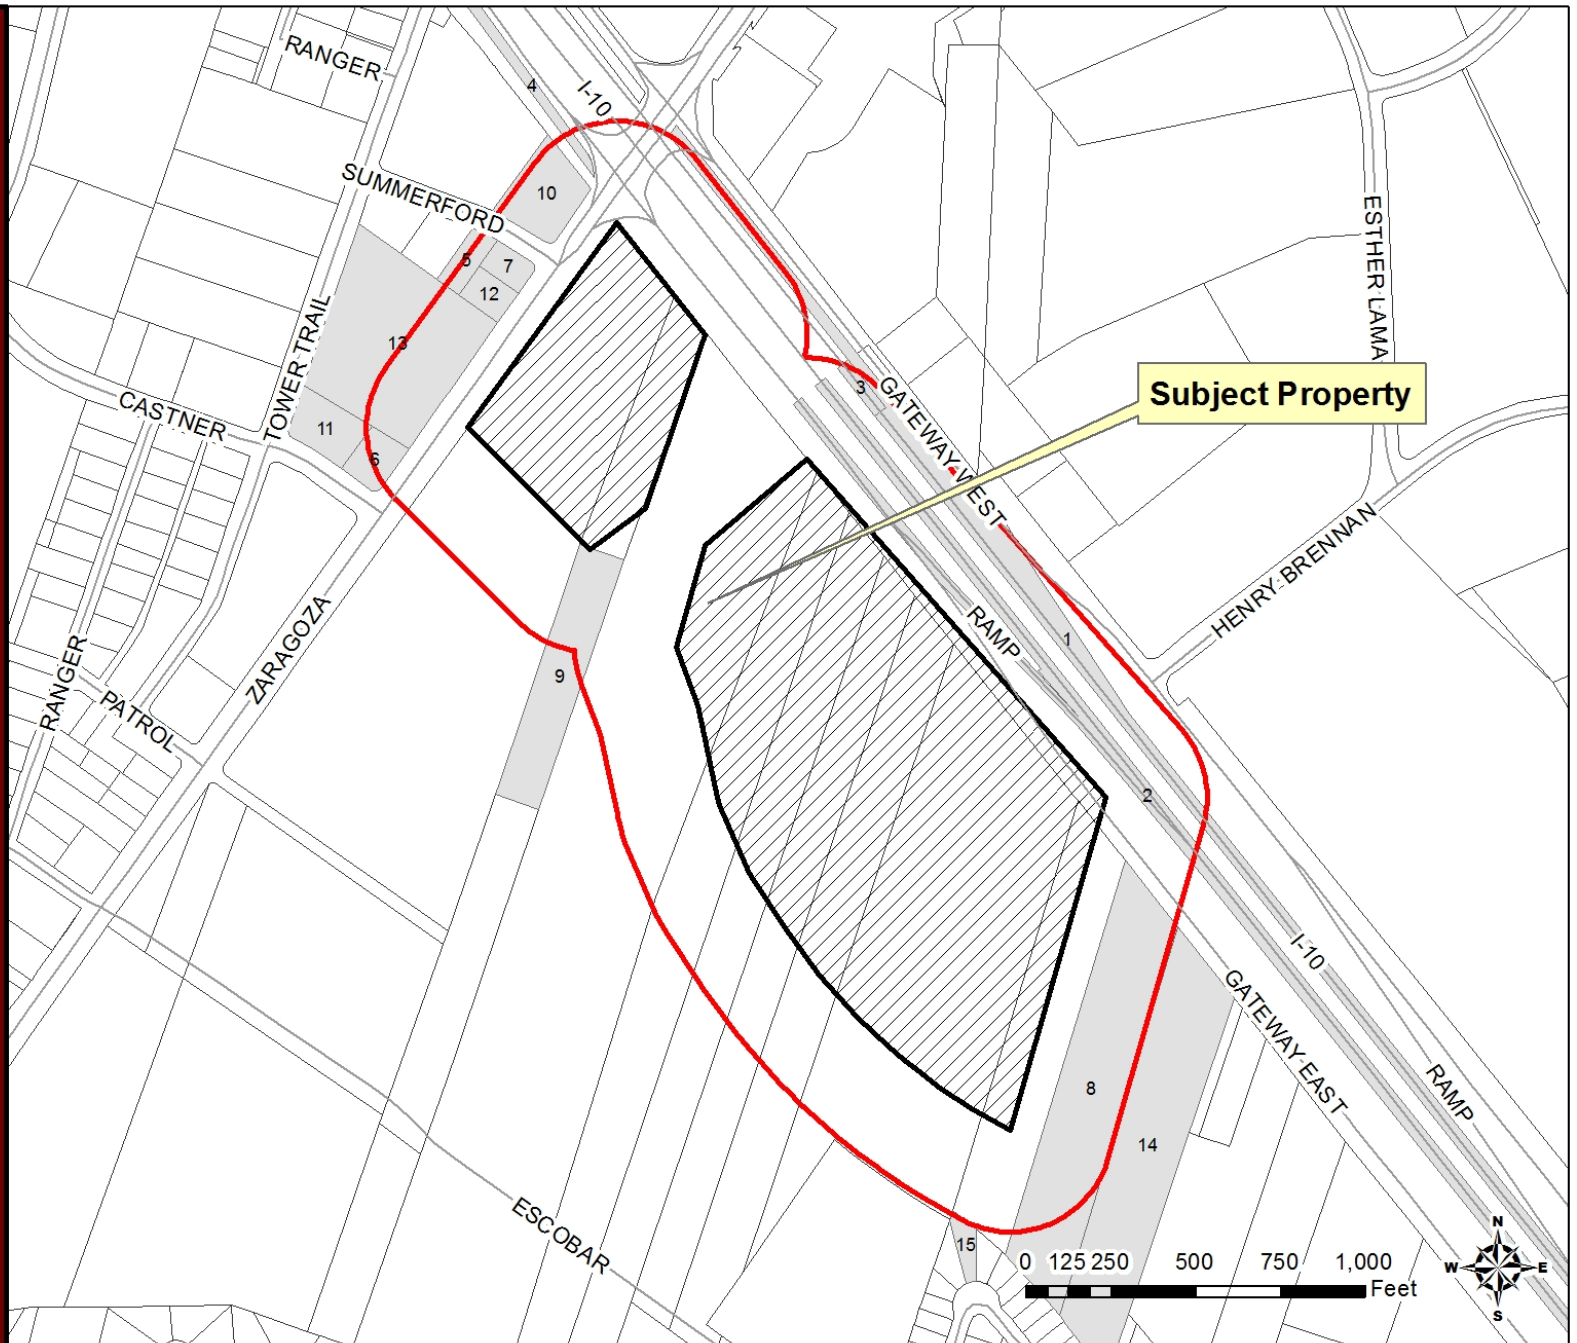 RANGER
4
I-10
SUMMERFORD
10
5
7
12
ESTHER LAMA
13
TOWER TRAIL
3
GATEWAY WEST
Subject Property
CASTNER
11
6
HENRY BRENNAN
ZARAGOZA
RAMP
1
RANGER
9
PATROL
2
I-10
GATEWAY EAST
8
RAMP
14
ESCOBAR
15
0 125 250 500 750 1,000
Feet
N
W E
S